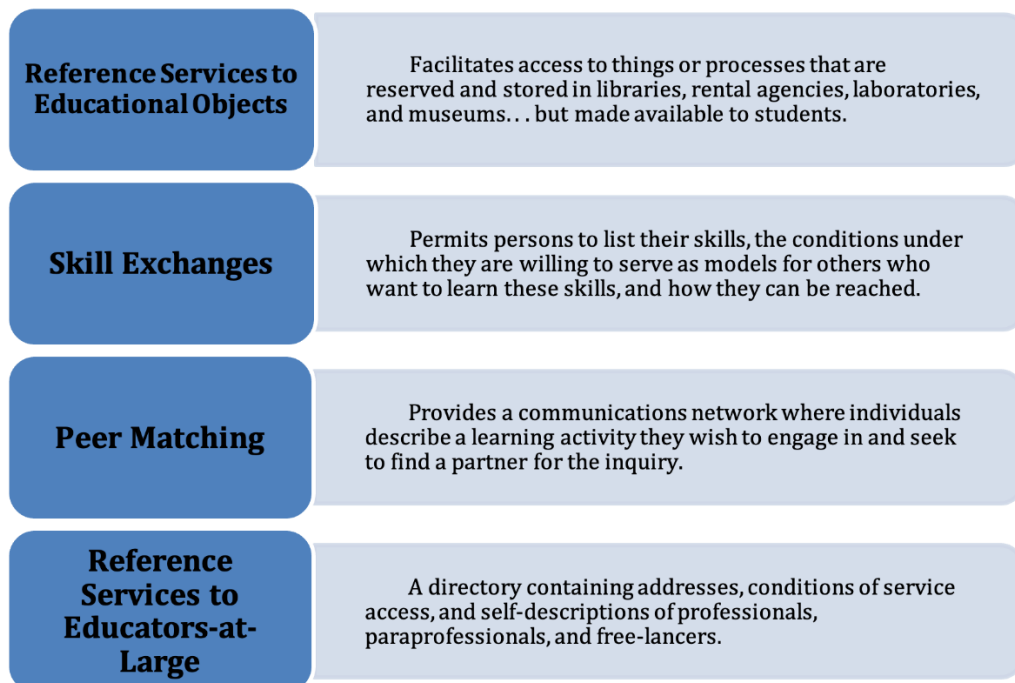 Reference Services to
Educational Objects
Facilitates access to things or processes that are
reserved and stored in libraries, rental agencies, laboratories,
and museums. . . but made available to students.
Skill Exchanges
Permits persons to list their skills, the conditions under
which they are willing to serve as models for others who
want to learn these skills, and how they can be reached.
Peer Matching
Provides a communications network where individuals
describe a learning activity they wish to engage in and seek
to find a partner for the inquiry.
Reference
Services to
Educators-at-
Large
A directory containing addresses, conditions of service
access, and self-descriptions of professionals,
paraprofessionals, and free-lancers.